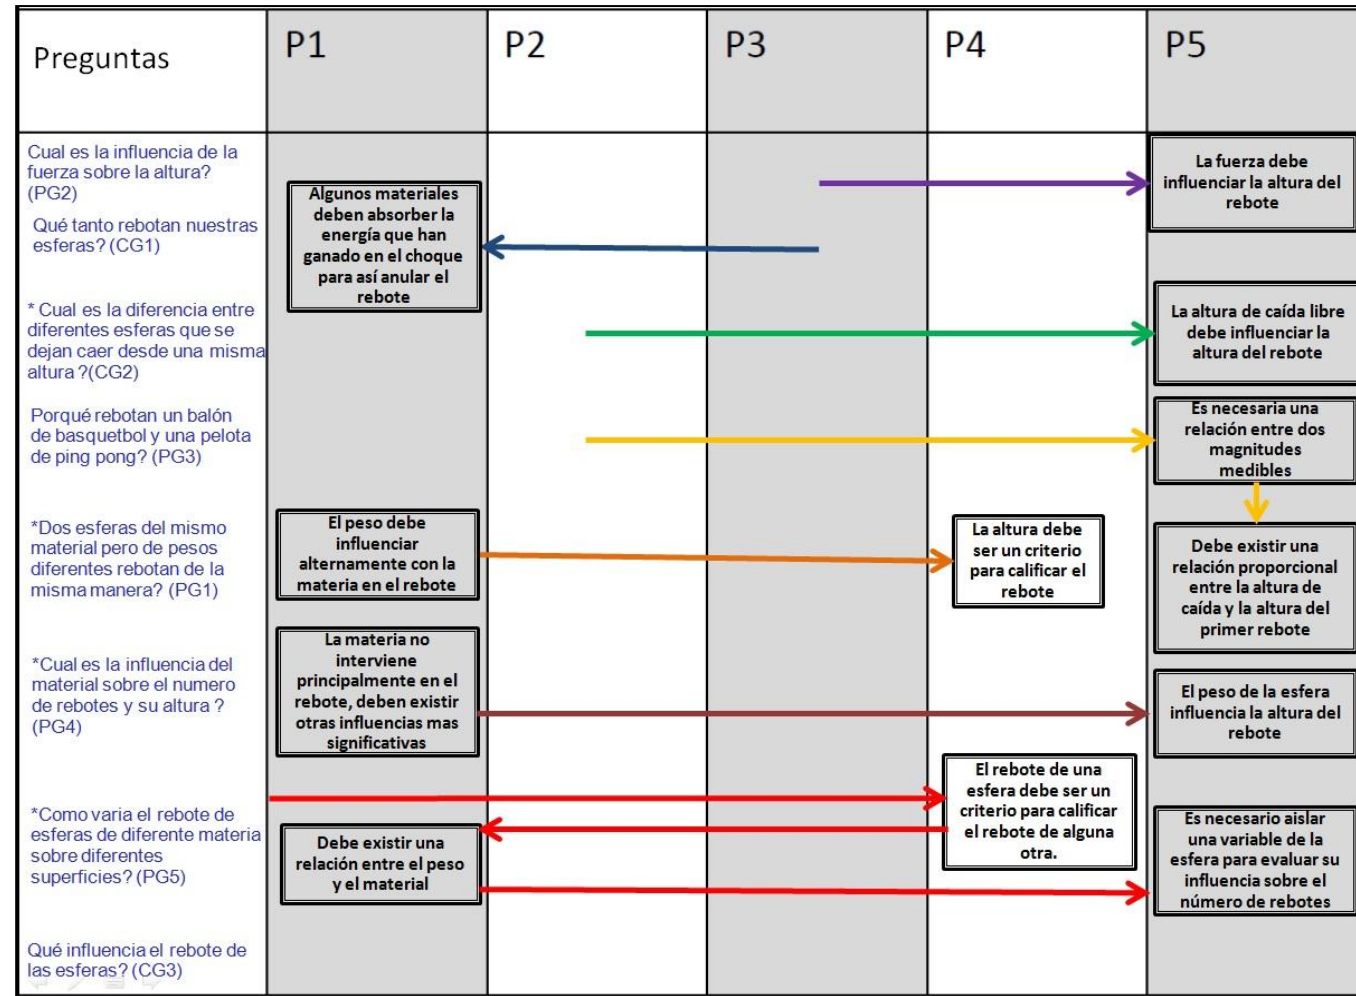 Preguntas
P1
P2
P3
P4
P5
Cual es la influencia de la
fuerza sobre la altura?
(PG2)
La fuerza debe
influenciar la altura del
rebote
Qué tanto rebotan nuestras
esferas? (CG1)
Algunos materiales
deben absorber la
energía que han
ganado en el choque
para así anular el
rebote
* Cual es la diferencia entre
diferentes esferas que se
dejan caer desde una misma
altura ?(CG2)
La altura de caída libre
debe influenciar la
altura del rebote
Porqué rebotan un balón
de basquetbol y una pelota
de ping pong? (PG3)
Es necesaria una
relación entre dos
magnitudes
medibles
*Dos esferas del mismo
material pero de pesos
diferentes rebotan de la
misma manera? (PG1)
El peso debe
influenciar
alternamente con la
materia en el rebote
La altura debe
ser un criterio
para calificar el
rebote
Debe existir una
relación proporcional
entre la altura de
caída y la altura del
primer rebote
*Cual es la influencia del
material sobre el numero
de rebotes y su altura ?
(PG4)
La materia no
interviene
principalmente en el
rebote, deben existir
otras influencias mas
significativas
El peso de la esfera
influencia la altura del
rebote
*Como varia el rebote de
esferas de diferente materia
sobre diferentes
superficies? (PG5)
El rebote de una
esfera debe ser un
criterio para calificar
el rebote de alguna
otra.
Debe existir una
relación entre el peso
y el material
Es necesario aislar
una variable de la
esfera para evaluar su
influencia sobre el
número de rebotes
Qué influencia el rebote de
las esferas? (CG3)